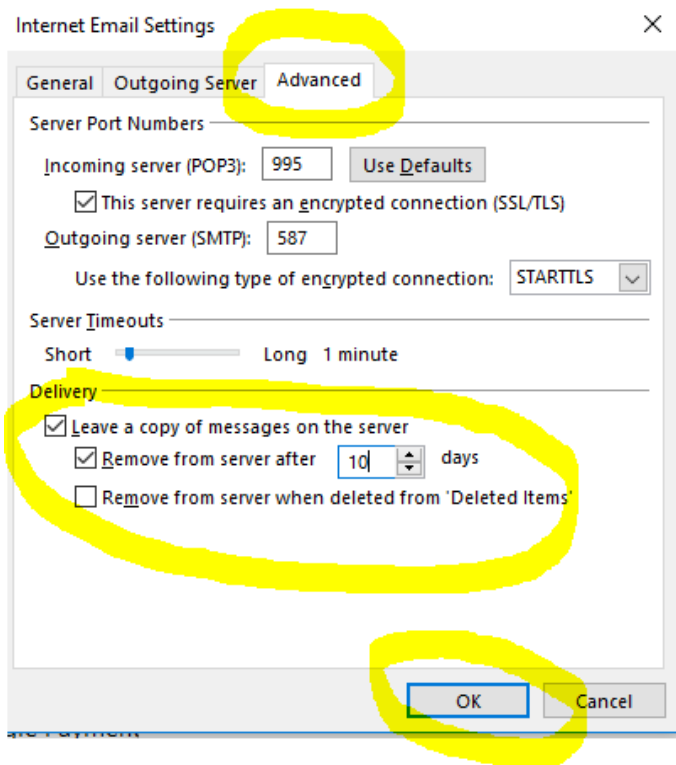 Internet Email Settings
General Outgoing Server Advanced
Server Port Numbers
Incoming server (POP3): 995 Use Defaults
This server requires an encrypted connection (SSL/TLS)
Outgoing server (SMTP): 587
Use the following type of encrypted connection: STARTTLS
Server Timeouts
Short Long 1 minute
Delivery
Leave a copy of messages on the server
Remove from server after 10 days
Remove from server when deleted from 'Deleted Items'
OK Cancel